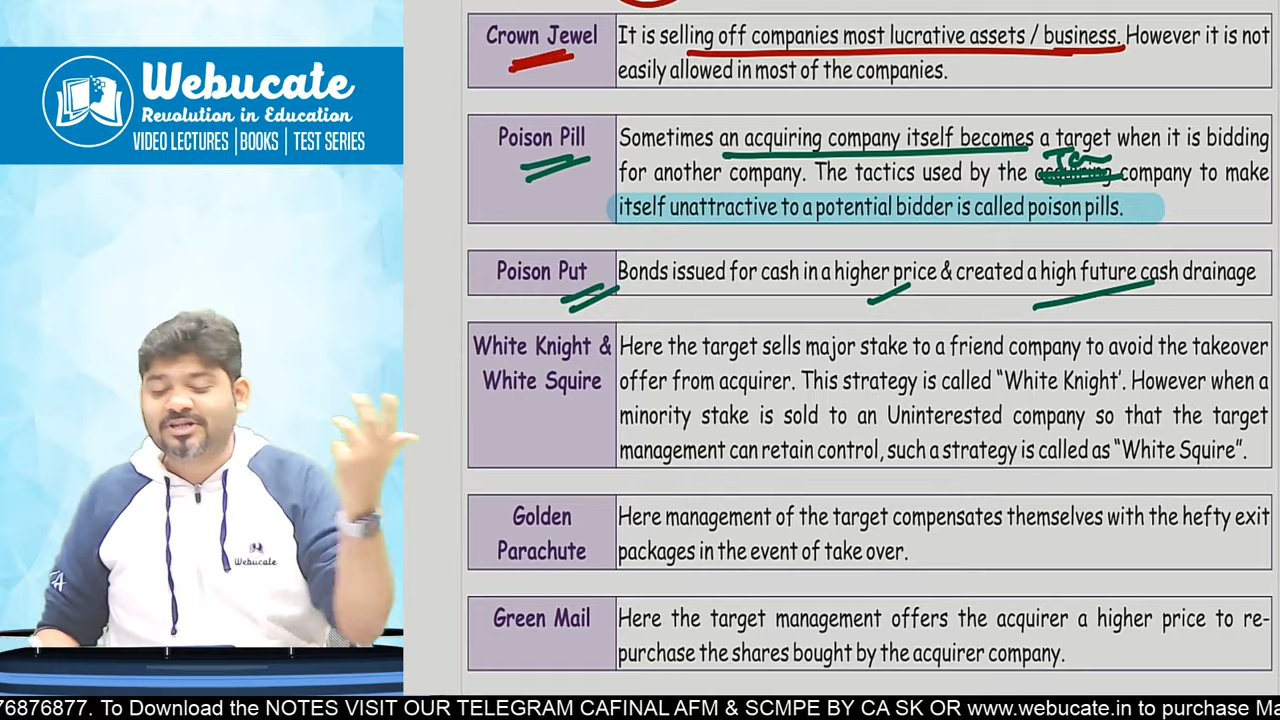 Webucate
Revolution in Education
VIDEO LECTURES | BOOKS | TEST SERIES
Crown Jewel
It is selling off companies most lucrative assets / business. However it is not
easily allowed in most of the companies.
Poison Pill
Sometimes an acquiring company itself becomes a target when it is bidding
for another company. The tactics used by the acquiring company to make
itself unattractive to a potential bidder is called poison pills.
Poison Put
Bonds issued for cash in a higher price & created a high future cash drainage
White Knight &
White Squire
Here the target sells major stake to a friend company to avoid the takeover
offer from acquirer. This strategy is called “White Knight’. However when a
minority stake is sold to an Uninterested company so that the target
management can retain control, such a strategy is called as “White Squire”.
Golden
Parachute
Here management of the target compensates themselves with the hefty exit
packages in the event of take over.
Green Mail
Here the target management offers the acquirer a higher price to re-
purchase the shares bought by the acquirer company.
Webucate
76876877. To Download the NOTES VISIT OUR TELEGRAM CAFINAL AFM & SCMPE BY CA SK OR www.webucate.in to purchase Ma